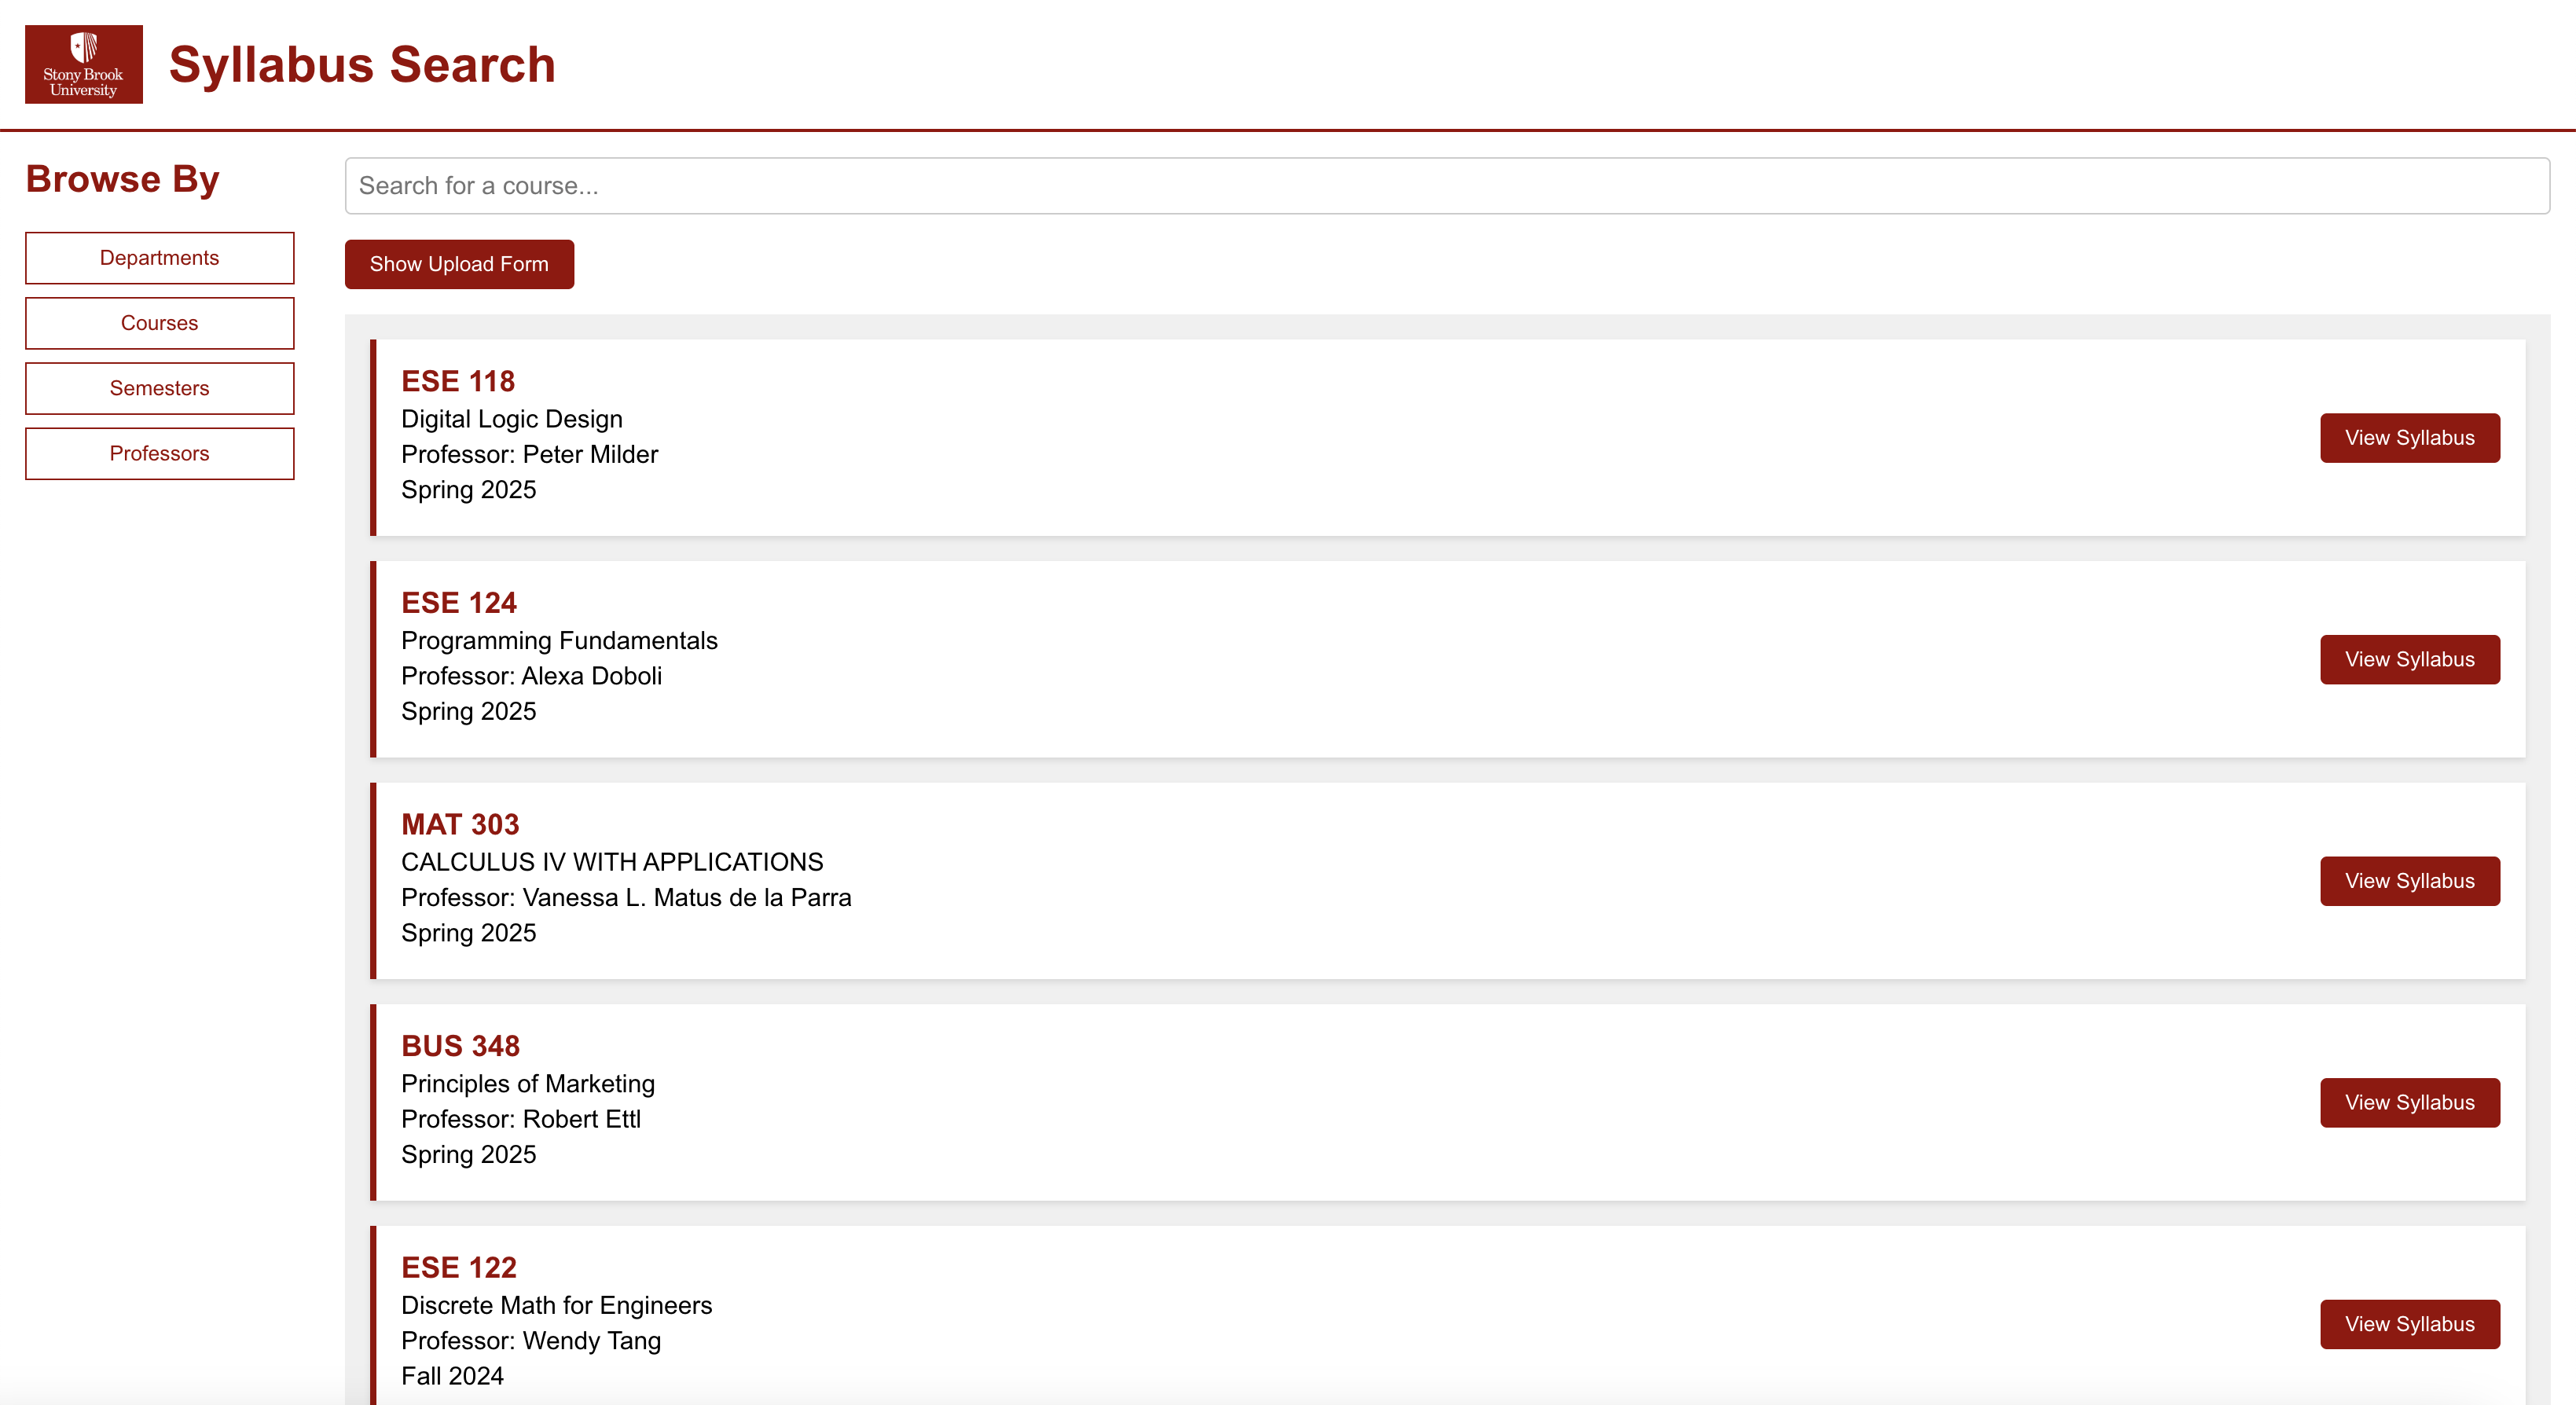 Stony Brook
University
Syllabus Search
Browse By
Departments
Courses
Semesters
Professors
Search for a course...
Show Upload Form
ESE 118
Digital Logic Design
Professor: Peter Milder
Spring 2025
View Syllabus
ESE 124
Programming Fundamentals
Professor: Alexa Doboli
Spring 2025
View Syllabus
MAT 303
CALCULUS IV WITH APPLICATIONS
Professor: Vanessa L. Matus de la Parra
Spring 2025
View Syllabus
BUS 348
Principles of Marketing
Professor: Robert Ettl
Spring 2025
View Syllabus
ESE 122
Discrete Math for Engineers
Professor: Wendy Tang
Fall 2024
View Syllabus